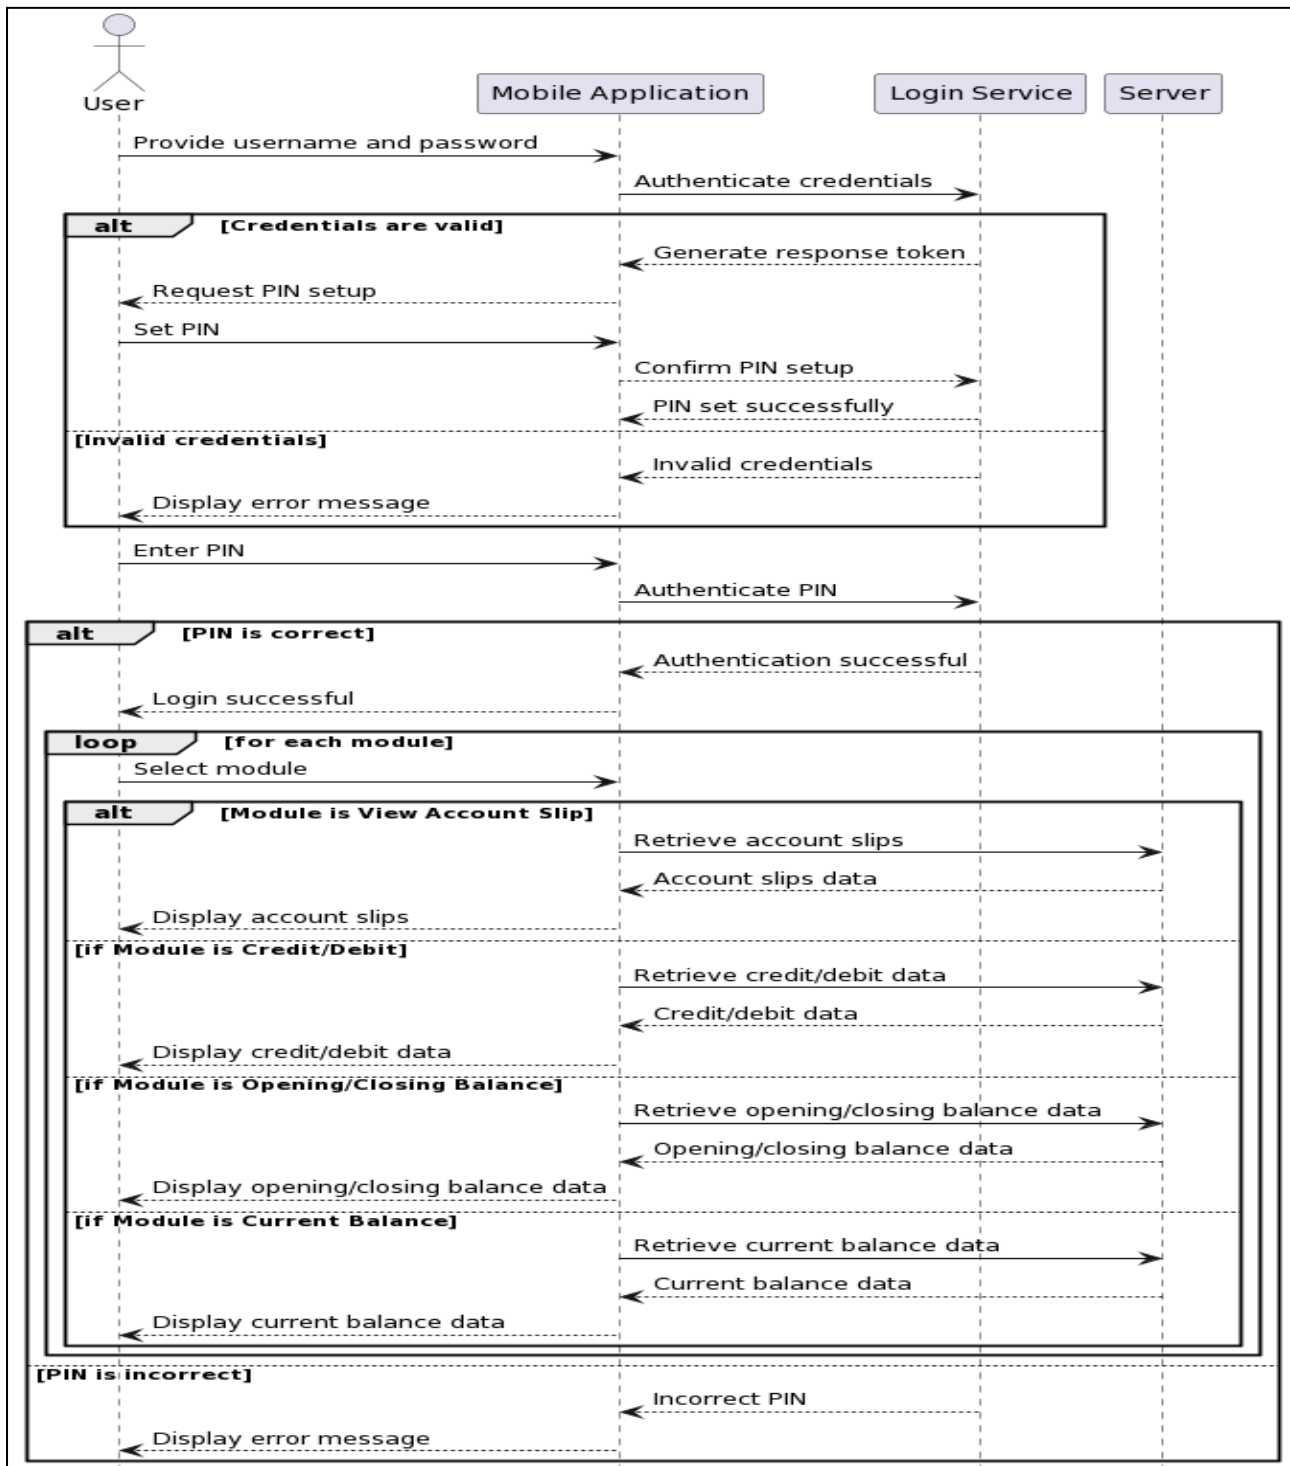 User
Mobile Application
Login Service
Server
Provide username and password
Authenticate credentials
alt
[Credentials are valid]
Generate response token
Request PIN setup
Set PIN
Confirm PIN setup
PIN set successfully
[Invalid credentials]
Invalid credentials
Display error message
Enter PIN
Authenticate PIN
alt
[PIN is correct]
Authentication successful
Login successful
loop
[for each module]
Select module
alt
[Module is View Account Slip]
Retrieve account slips
Account slips data
Display account slips
[if Module is Credit/Debit]
Retrieve credit/debit data
Credit/debit data
Display credit/debit data
[if Module is Opening/Closing Balance]
Retrieve opening/closing balance data
Opening/closing balance data
Display opening/closing balance data
[if Module is Current Balance]
Retrieve current balance data
Current balance data
Display current balance data
[PIN is incorrect]
Incorrect PIN
Display error message